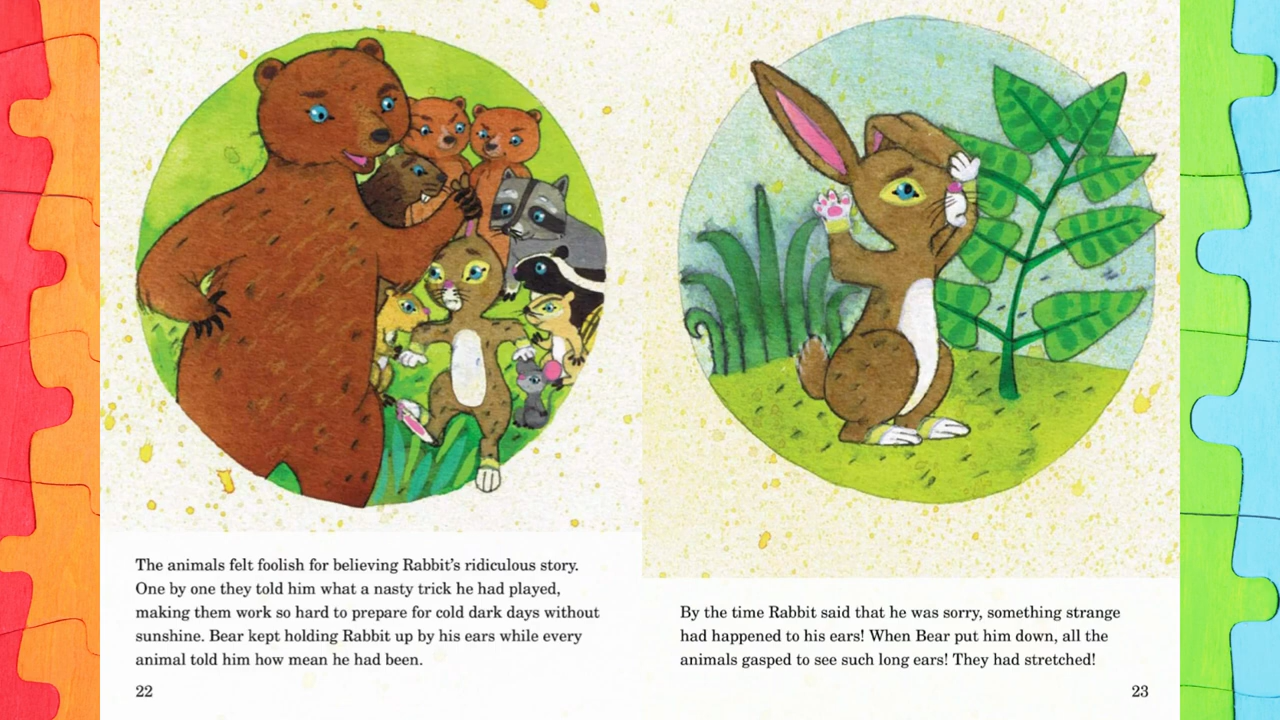 The animals felt foolish for believing Rabbit's ridiculous story.
One by one they told him what a nasty trick he had played,
making them work so hard to prepare for cold dark days without
sunshine. Bear kept holding Rabbit up by his ears while every
animal told him how mean he had been.
22
By the time Rabbit said that he was sorry, something strange
had happened to his ears! When Bear put him down, all the
animals gasped to see such long ears! They had stretched!
23